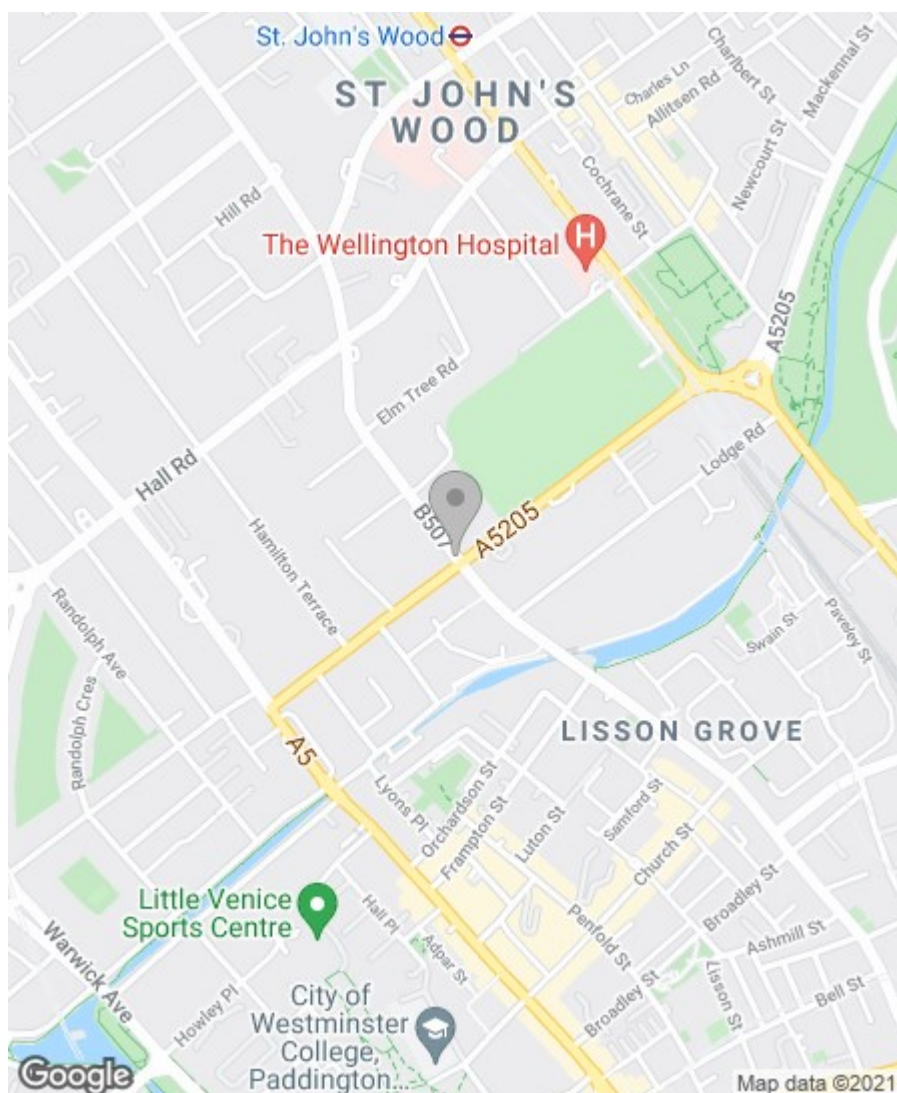 St. John's Wood
ST JOHN'S
WOOD
Charles Ln
Allitsen Rd
Charlbert St
Mackennal St
Newcourt St
Cochrane St
Hill Rd
The Wellington Hospital
H
A5205
Elm Tree Rd
Hall Rd
Lodge Rd
B507
A5205
Hamilton Terrace
Randolph Ave
Randolph Cres
Swain St
Paveley St
LISSON GROVE
A5
Lyons Pl
Orchardson St
Frampton St
Luton St
Samford St
Church St
Broadley St
Penfold St
Ashmill St
Lisson St
Bell St
Broadley St
Little Venice
Sports Centre
Hall Pl
Adpar St
Warwick Ave
Howley Pl
City of
Westminster
College,
Paddington...
Google
Map data ©2021